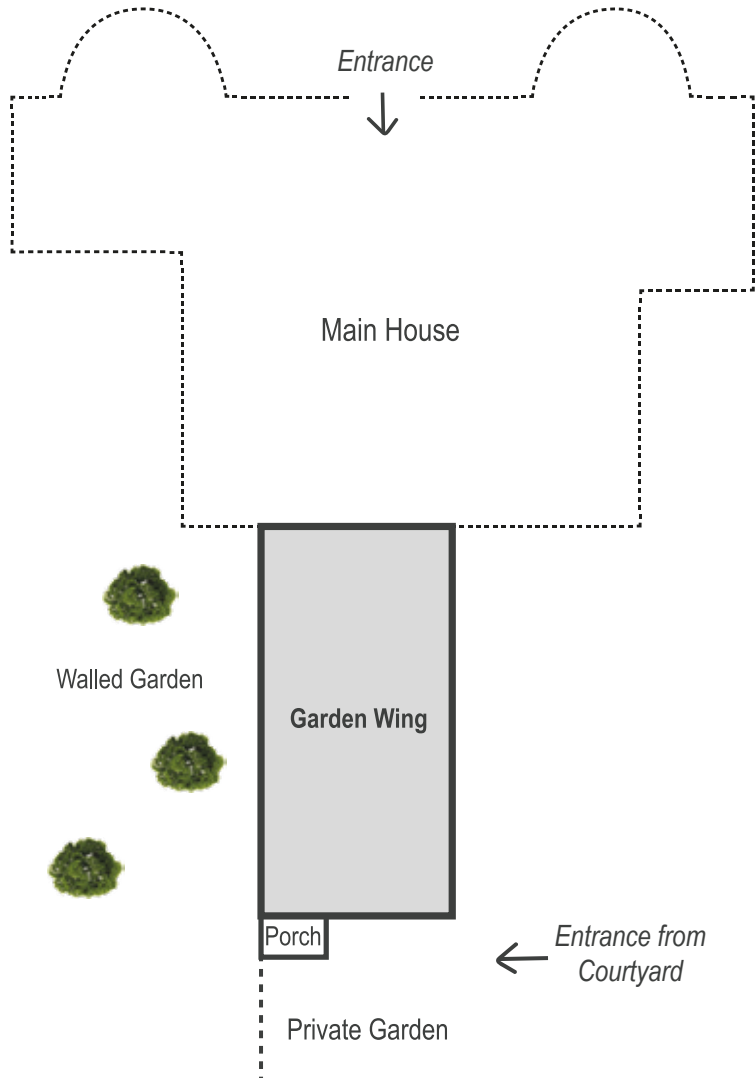 Entrance
Main House
Walled Garden
Garden Wing
Porch
Entrance from
Courtyard
Private Garden